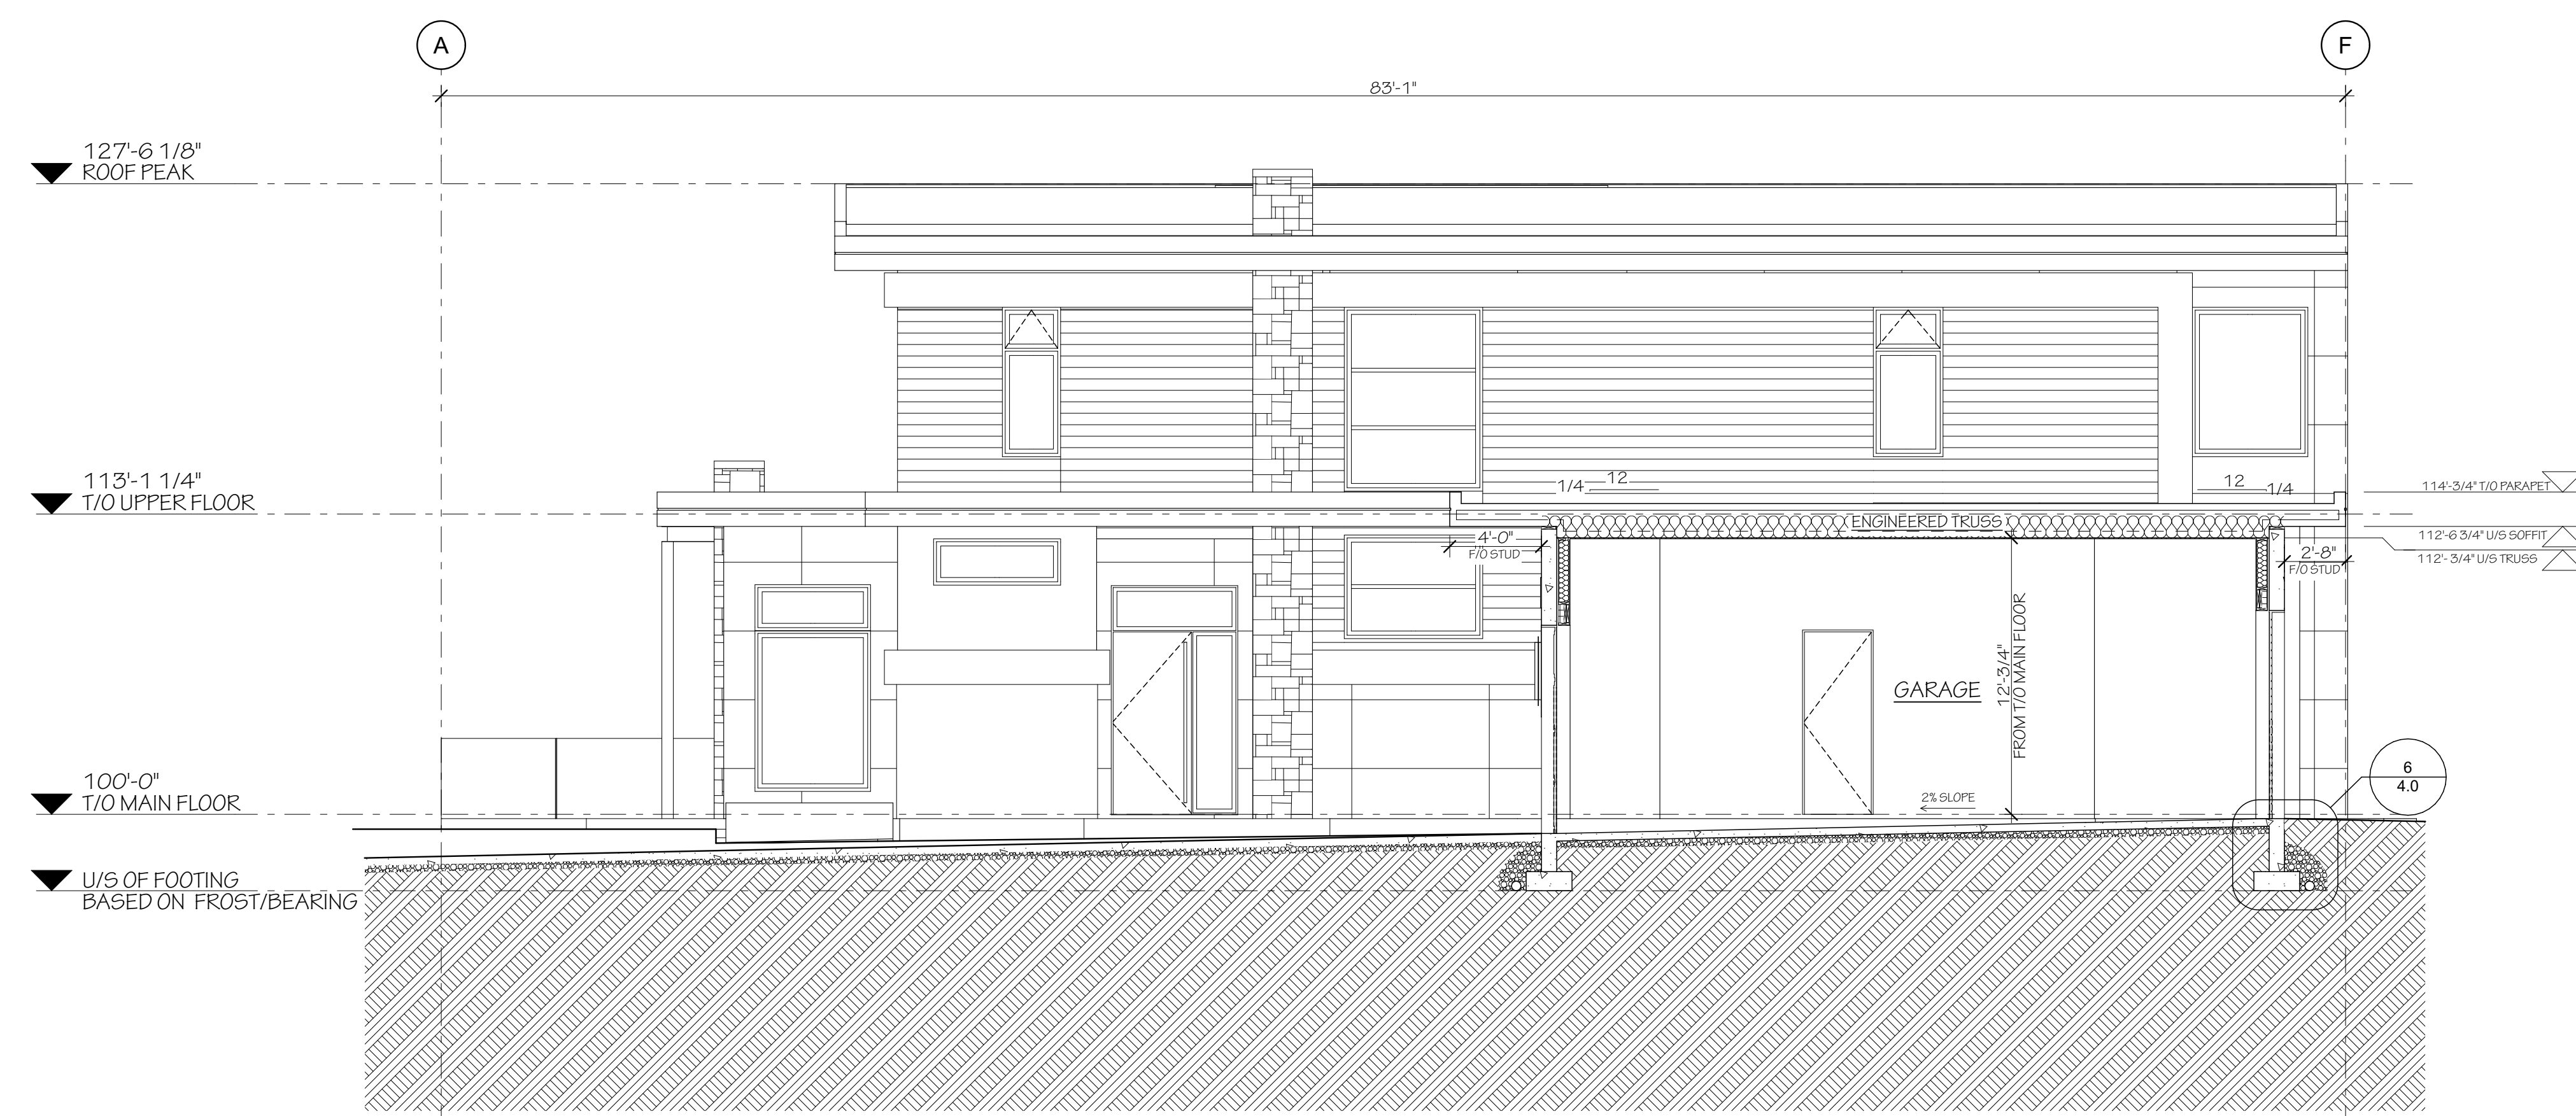 A
F
83'-1"
127'-6 1/8"
ROOF PEAK
113'-1 1/4"
T/O UPPER FLOOR
12
1/4
12
1/4
114'-3/4" T/O PARAPET
ENGINEERED TRUSS
4'-0"
F/O STUD
112'-6 3/4" U/S SOFFIT
112'- 3/4" U/S TRUSS
2'-8"
F/O STUD
12'-3/4"
FROM T/O MAIN FLOOR
GARAGE
100'-0"
T/O MAIN FLOOR
2% SLOPE
6
4.0
U/S OF FOOTING
BASED ON FROST/BEARING